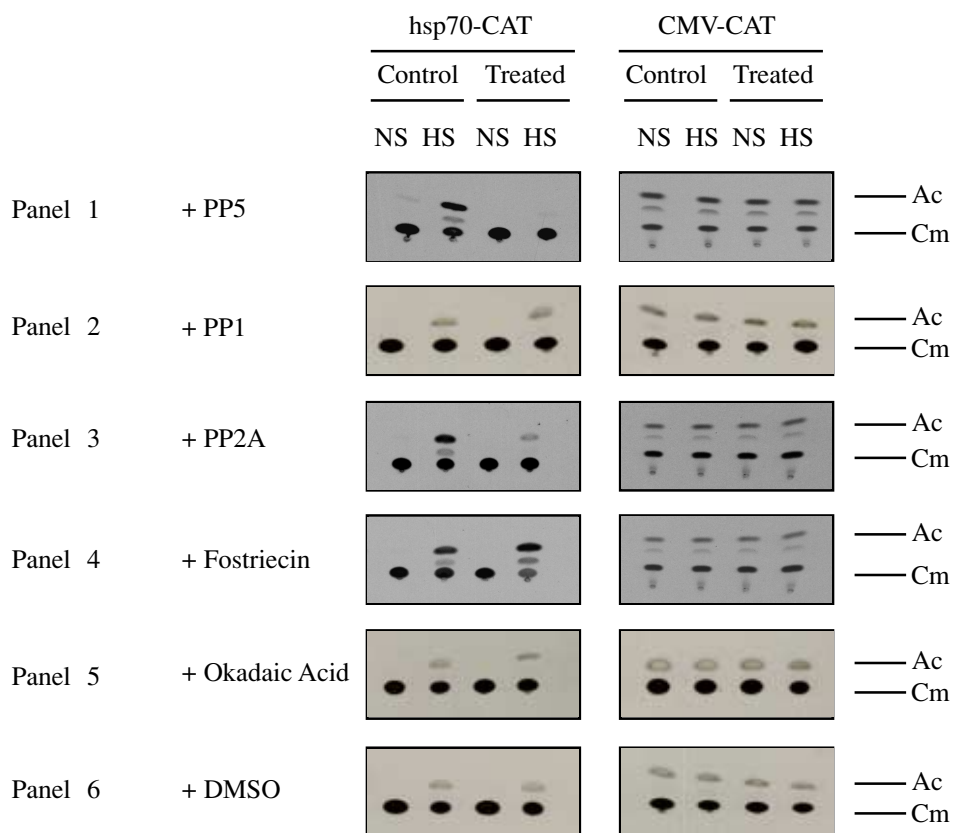 hsp70-CAT CMV-CAT
Control Treated Control Treated
NS HS NS HS NS HS NS HS
Panel 1 + PP5 Ac
Cm
Panel 2 + PP1 Ac
Cm
Panel 3 + PP2A Ac
Cm
Panel 4 + Fostriecin Ac
Cm
Panel 5 + Okadaic Acid Ac
Cm
Panel 6 + DMSO Ac
Cm